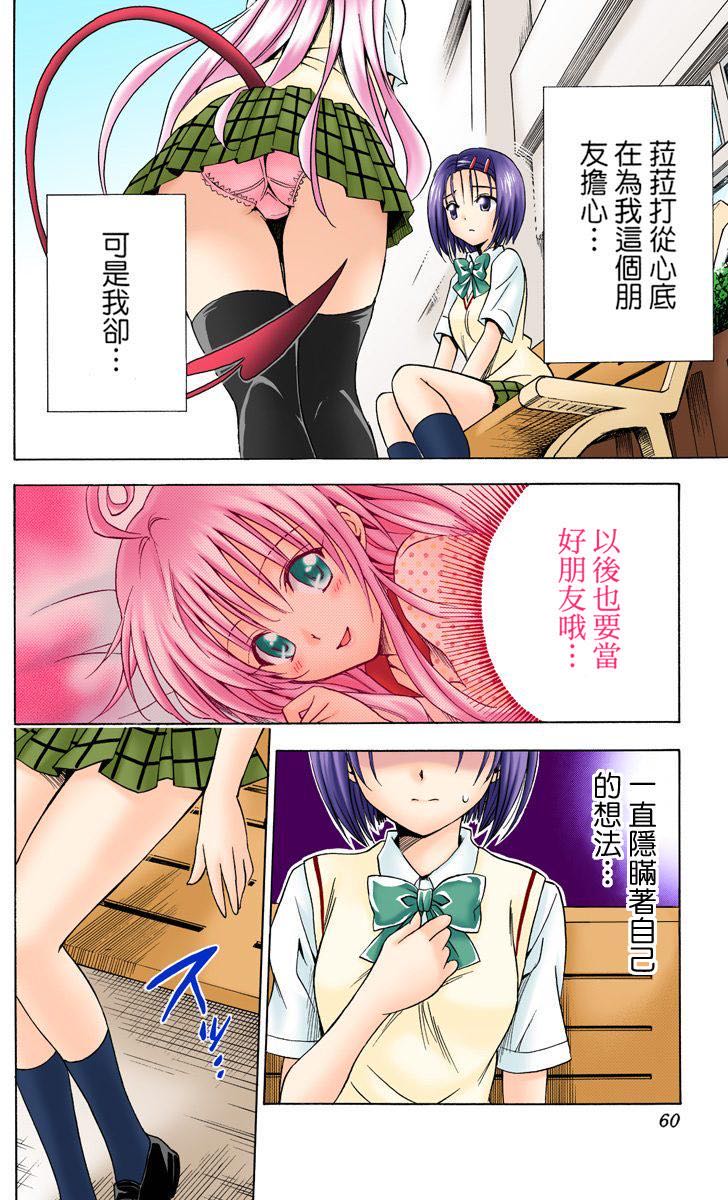 菈菈打從心底
在為我這個朋
友擔心…
可是我卻…
以後也要當
好朋友哦…
一直隱瞞著自己
的想法…
スッ…
60